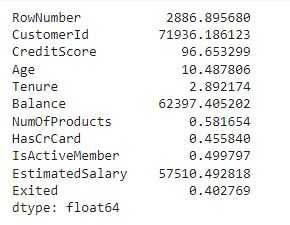 RowNumber 2886.895680
CustomerId 71936.186123
CreditScore 96.653299
Age 10.487806
Tenure 2.892174
Balance 62397.405202
NumOfProducts 0.581654
HasCrCard 0.455840
IsActiveMember 0.499797
EstimatedSalary 57510.492818
Exited 0.402769
dtype: float64